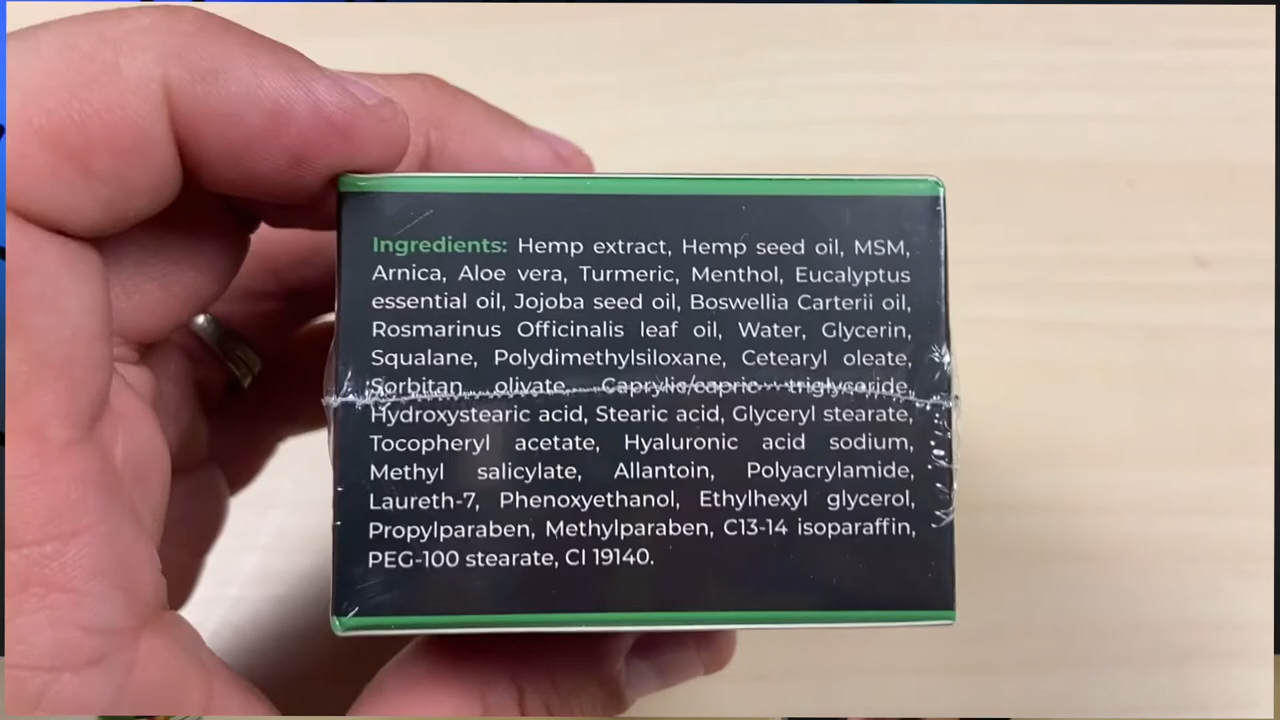 Ingredients: Hemp extract, Hemp seed oil, MSM,
Arnica, Aloe vera, Turmeric, Menthol, Eucalyptus
essential oil, Jojoba seed oil, Boswellia Carterii oil,
Rosmarinus Officinalis leaf oil, Water, Glycerin,
Squalane, Polydimethylsiloxane, Cetearyl oleate,
Sorbitan olivate, Caprylic/capric triglyceride,
Hydroxystearic acid, Stearic acid, Glyceryl stearate,
Tocopheryl acetate, Hyaluronic acid sodium,
Methyl salicylate, Allantoin, Polyacrylamide,
Laureth-7, Phenoxyethanol, Ethylhexyl glycerol,
Propylparaben, Methylparaben, C13-14 isoparaffin,
PEG-100 stearate, CI 19140.